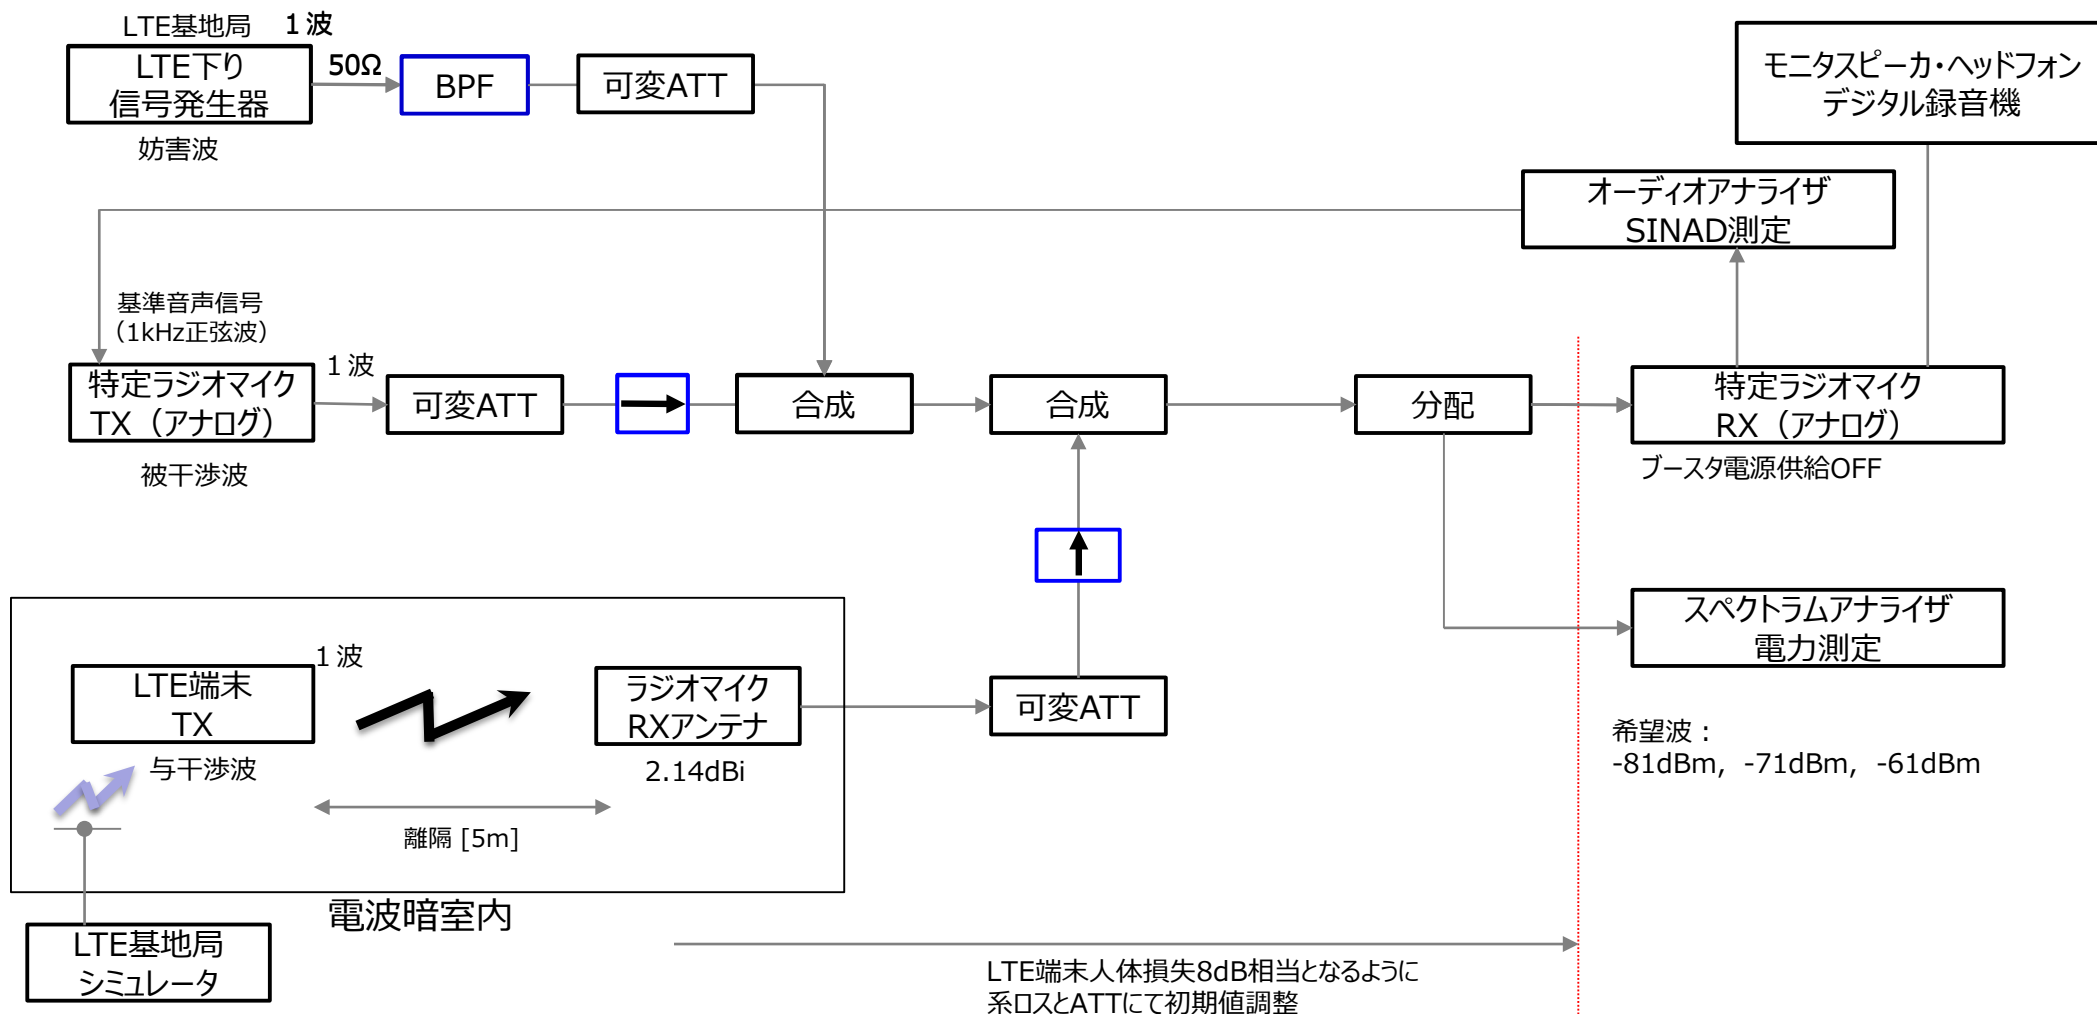 LTE基地局 1波
LTE下り
信号発生器
50Ω
BPF
可変ATT
妨害波
モニタスピーカ・ヘッドフォン
デジタル録音機
オーディオアナライザ
SINAD測定
基準音声信号
（1kHz正弦波）
特定ラジオマイク
TX（アナログ）
1波
可変ATT
合成
合成
分配
特定ラジオマイク
RX（アナログ）
被干渉波
ブースタ電源供給OFF
スペクトラムアナライザ
電力測定
1波
LTE端末
TX
ラジオマイク
RXアンテナ
可変ATT
与干渉波
2.14dBi
希望波：
-81dBm, -71dBm, -61dBm
離隔 [5m]
電波暗室内
LTE基地局
シミュレータ
LTE端末人体損失8dB相当となるように
系ロスとATTにて初期値調整